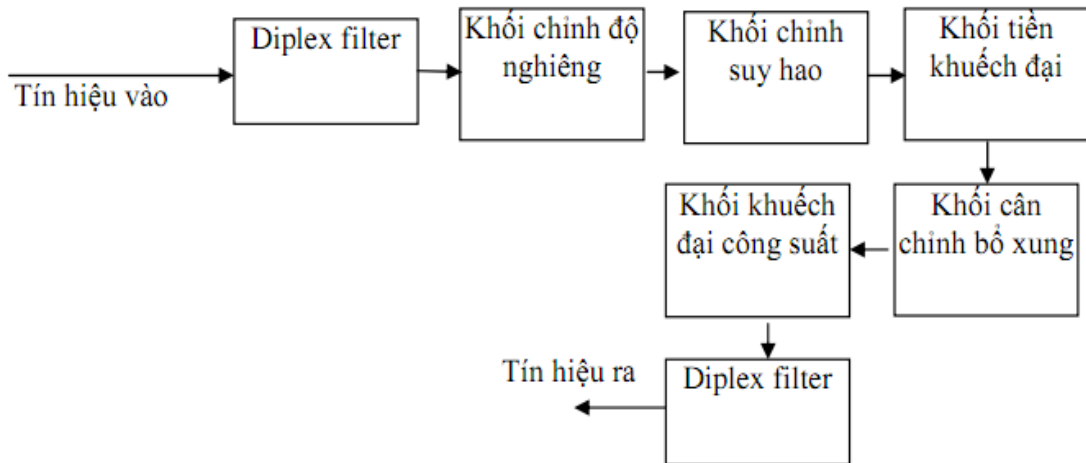 Diplex filter
Khối chỉnh độ
nghiêng
Khối chỉnh
suy hao
Khối tiền
khuếch đại
Tín hiệu vào
Khối khuếch
đại công suất
Khối cân
chỉnh bổ xung
Tín hiệu ra
Diplex filter